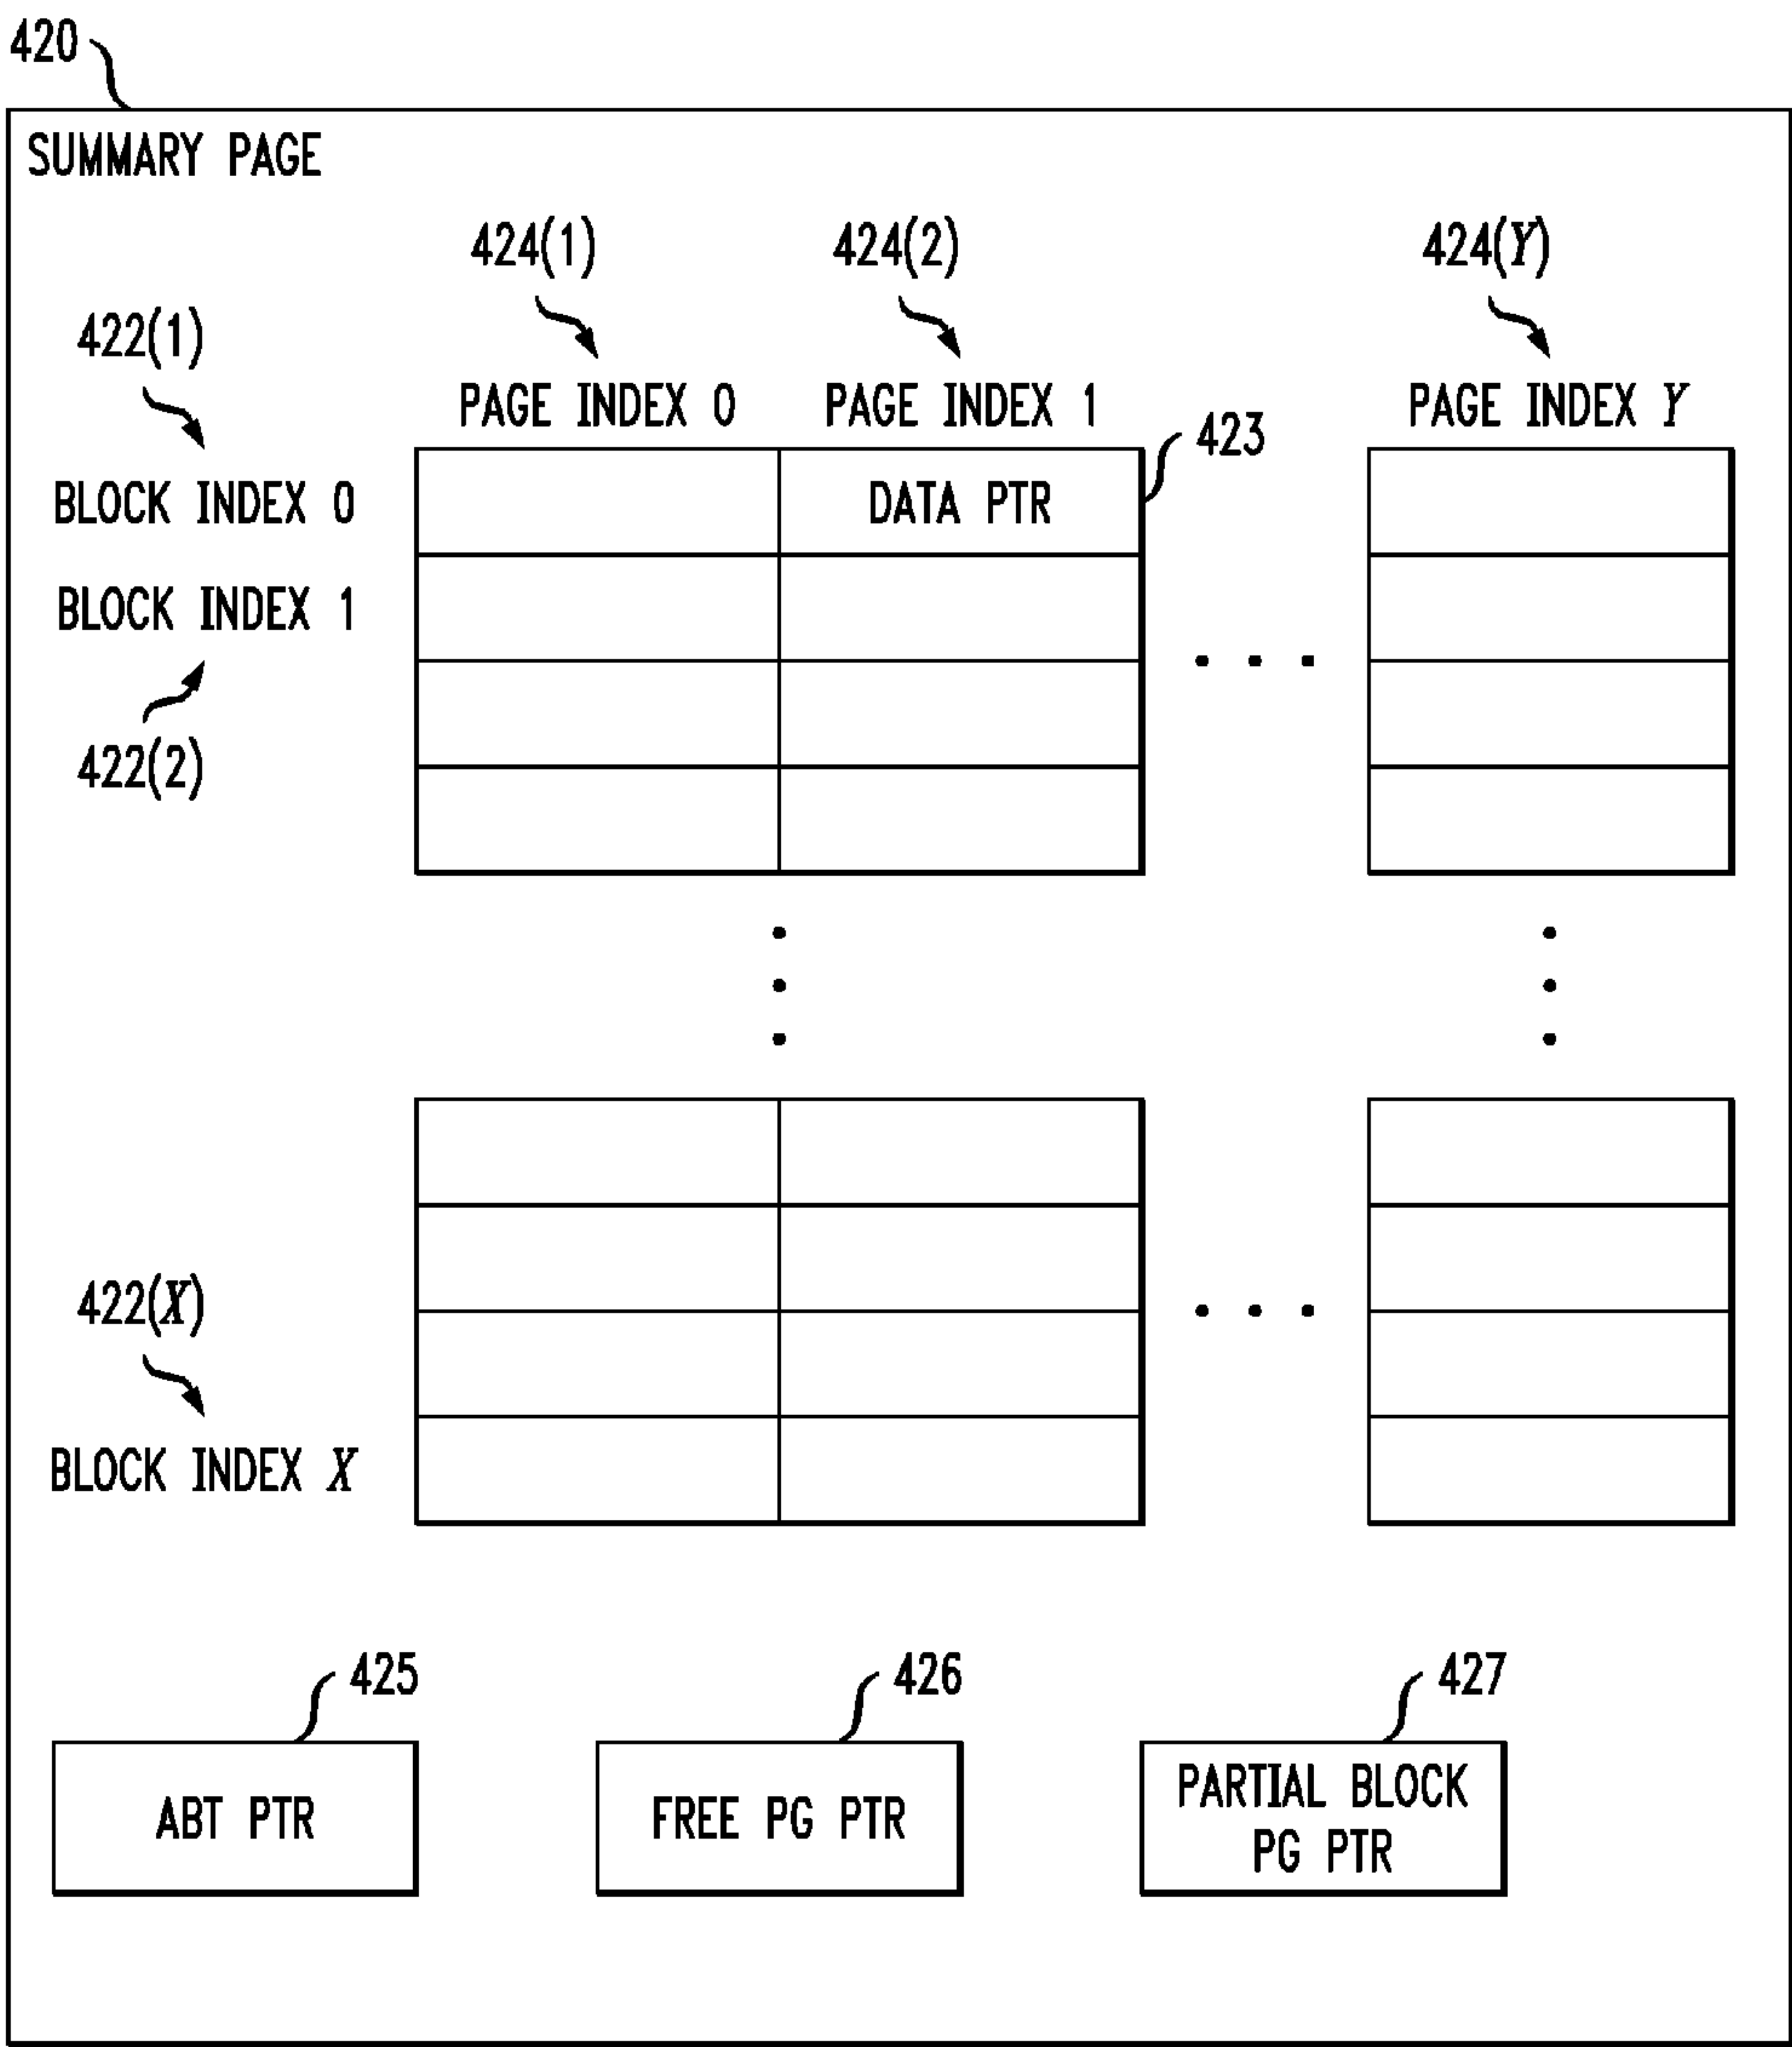 420
SUMMARY PAGE
424(1) 424(2) 424(Y)
422(1)
PAGE INDEX 0 PAGE INDEX 1 PAGE INDEX Y
423
BLOCK INDEX 0 DATA PTR
BLOCK INDEX 1
422(2)
422(X)
BLOCK INDEX X
425 426 427
ABT PTR FREE PG PTR PARTIAL BLOCK
PG PTR